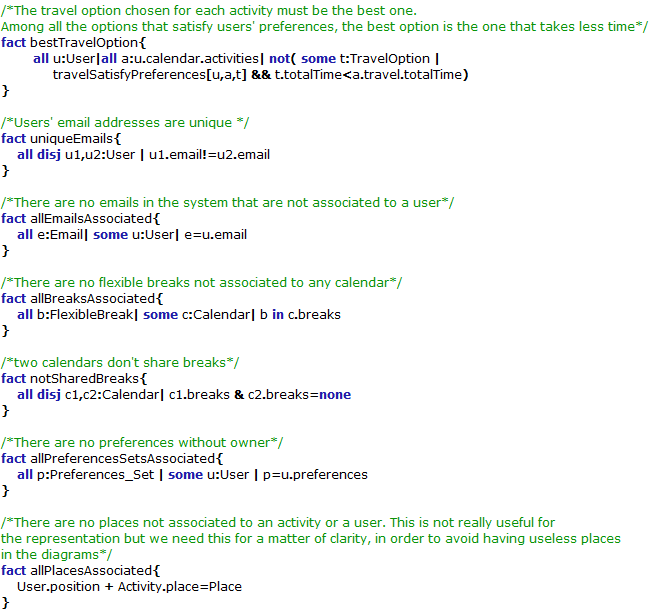 /*The travel option chosen for each activity must be the best one.
Among all the options that satisfy users' preferences, the best option is the one that takes less time*/
fact bestTravelOption{
all u:User|all a:u.calendar.activities| not( some t:TravelOption |
travelSatisfyPreferences[u,a,t] && t.totalTime<a.travel.totalTime)
}
/*Users' email addresses are unique */
fact uniqueEmails{
all disj u1,u2:User | u1.email!=u2.email
}
/*There are no emails in the system that are not associated to a user*/
fact allEmailsAssociated{
all e:Email| some u:User| e=u.email
}
/*There are no flexible breaks not associated to any calendar*/
fact allBreaksAssociated{
all b:FlexibleBreak| some c:Calendar| b in c.breaks
}
/*two calendars don't share breaks*/
fact notSharedBreaks{
all disj c1,c2:Calendar| c1.breaks & c2.breaks=none
}
/*There are no preferences without owner*/
fact allPreferencesSetsAssociated{
all p:Preferences_Set | some u:User | p=u.preferences
}
/*There are no places not associated to an activity or a user. This is not really useful for
the representation but we need this for a matter of clarity, in order to avoid having useless places
in the diagrams*/
fact allPlacesAssociated{
User.position + Activity.place=Place
}